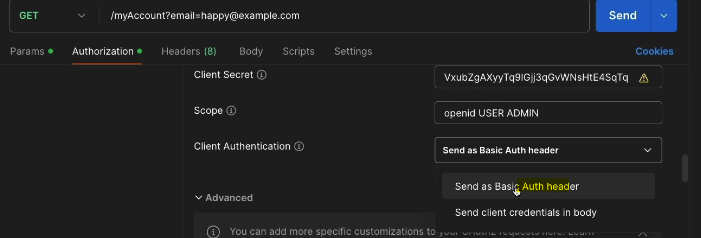 GET /myAccount?email=happy@example.com Send
Params Authorization Headers (8) Body Scripts Settings Cookies
Client Secret VxubZgAXyyTq9lGjj3qGvWNsHtE4SqTq
Scope openid USER ADMIN
Client Authentication Send as Basic Auth header
Send as Basic Auth header
Send client credentials in body
Advanced
You can add more specific customizations to your OAuth2 requests here. Learn